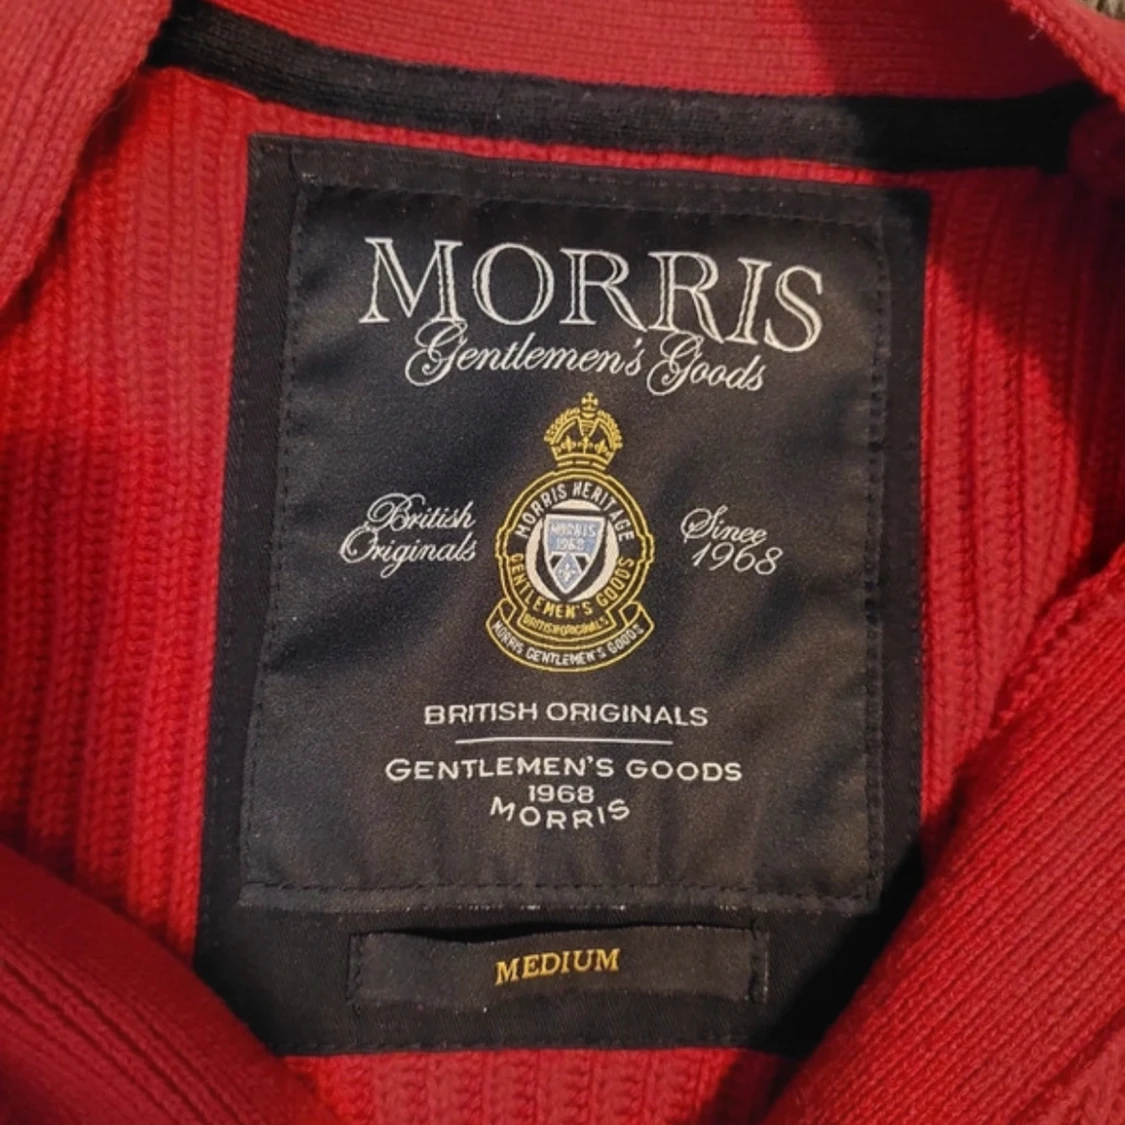 MORRIS
Gentlemen's Goods
British
Originals
Since
1968
MORRIS HERITAGE
MORRIS
1968
GENTLEMEN'S GOODS
BRITISH ORIGINALS
MORRIS GENTLEMEN'S GOODS
BRITISH ORIGINALS
GENTLEMEN'S GOODS
1968
MORRIS
MEDIUM